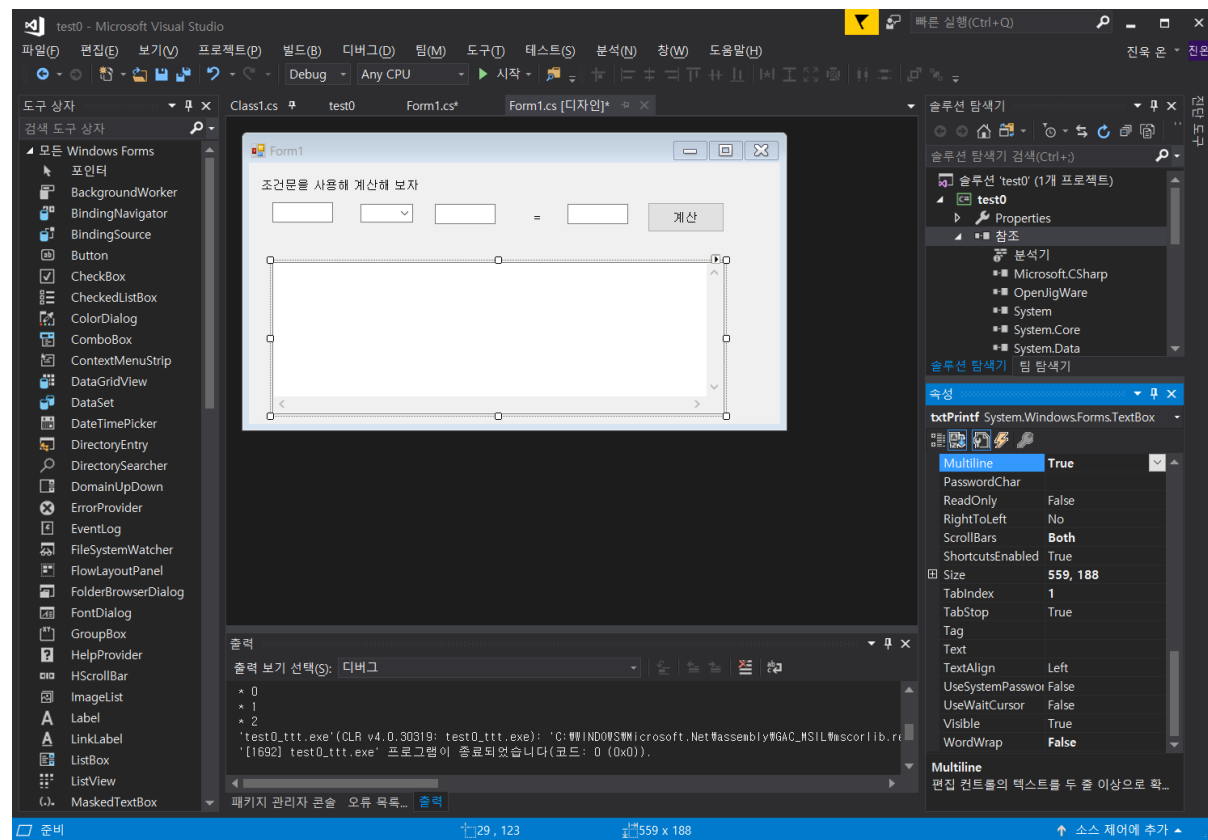 test0 - Microsoft Visual Studio
빠른 실행(Ctrl+Q)
파일(F) 편집(E) 보기(V) 프로젝트(P) 빌드(B) 디버그(D) 팀(M) 도구(T) 테스트(S) 분석(N) 창(W) 도움말(H)
진욱 온
진온
Debug Any CPU 시작
도구 상자
검색 도구 상자
모든 Windows Forms
포인터
BackgroundWorker
BindingNavigator
BindingSource
Button
CheckBox
CheckedListBox
ColorDialog
ComboBox
ContextMenuStrip
DataGridView
DataSet
DateTimePicker
DirectoryEntry
DirectorySearcher
DomainUpDown
ErrorProvider
EventLog
FileSystemWatcher
FlowLayoutPanel
FolderBrowserDialog
FontDialog
GroupBox
HelpProvider
HScrollBar
ImageList
Label
LinkLabel
ListBox
ListView
MaskedTextBox
Class1.cs test0 Form1.cs* Form1.cs [디자인]*
Form1
조건문을 사용해 계산해 보자
=
계산
출력
출력 보기 선택(S): 디버그
* 0
* 1
* 2
'test0_ttt.exe'(CLR v4.0.30319: test0_ttt.exe): 'C:₩WINDOWS₩Microsoft.Net₩assembly₩GAC_MSIL₩mscorlib.re
'[1692] test0_ttt.exe' 프로그램이 종료되었습니다(코드: 0 (0x0)).
패키지 관리자 콘솔 오류 목록... 출력
솔루션 탐색기
솔루션 탐색기 검색(Ctrl+;)
솔루션 'test0' (1개 프로젝트)
test0
Properties
참조
분석기
Microsoft.CSharp
OpenJigWare
System
System.Core
System.Data
솔루션 탐색기 팀 탐색기
진단 도구
속성
txtPrintf System.Windows.Forms.TextBox
Multiline True
PasswordChar
ReadOnly False
RightToLeft No
ScrollBars Both
ShortcutsEnabled True
Size 559, 188
TabIndex 1
TabStop True
Tag
Text
TextAlign Left
UseSystemPasswor False
UseWaitCursor False
Visible True
WordWrap False
Multiline
편집 컨트롤의 텍스트를 두 줄 이상으로 확...
준비
29 , 123
559 x 188
소스 제어에 추가